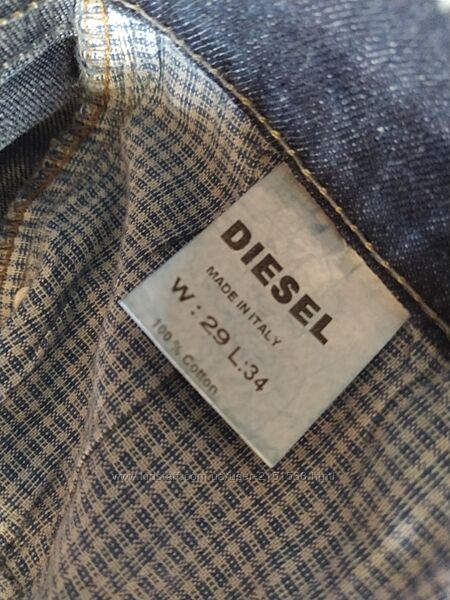 DIESEL
MADE IN ITALY
W: 29 L:34
100 % Cotton